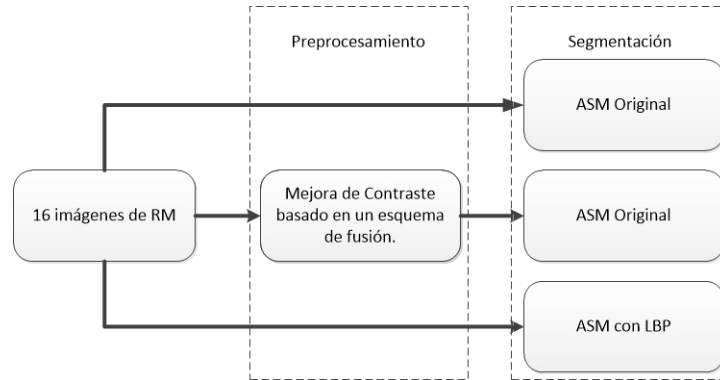 Preprocesamiento
Segmentación
ASM Original
16 imágenes de RM
Mejora de Contraste
basado en un esquema
de fusión.
ASM Original
ASM con LBP